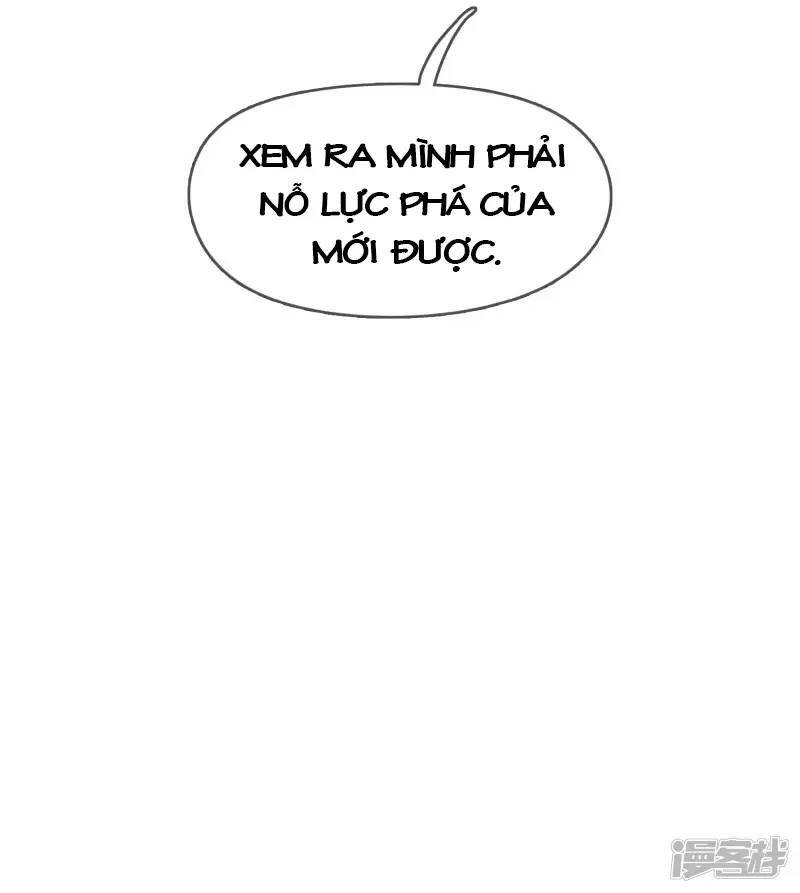 XEM RA MÌNH PHẢI
NỖ LỰC PHÁ CỦA
MỚI ĐƯỢC.
漫客栈